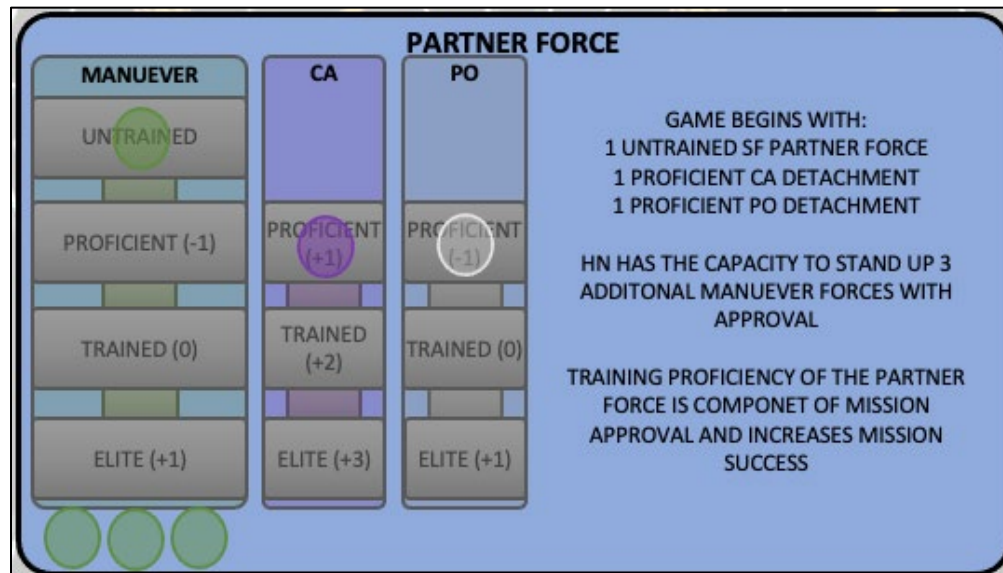 PARTNER FORCE
MANUEVER
UNTRAINED
PROFICIENT (-1)
TRAINED (0)
ELITE (+1)
CA
PROFICIENT
(+1)
TRAINED
(+2)
ELITE (+3)
PO
PROFICIENT
(-1)
TRAINED (0)
ELITE (+1)
GAME BEGINS WITH:
1 UNTRAINED SF PARTNER FORCE
1 PROFICIENT CA DETACHMENT
1 PROFICIENT PO DETACHMENT
HN HAS THE CAPACITY TO STAND UP 3
ADDITONAL MANUEVER FORCES WITH
APPROVAL
TRAINING PROFICIENCY OF THE PARTNER
FORCE IS COMPONET OF MISSION
APPROVAL AND INCREASES MISSION
SUCCESS